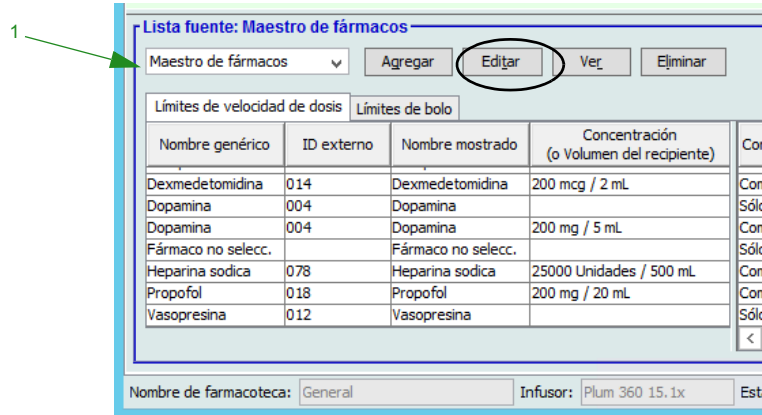 1
Lista fuente: Maestro de fármacos
Maestro de fármacos Agregar Editar Ver Eliminar
Límites de velocidad de dosis Límites de bolo
Nombre genérico ID externo Nombre mostrado Concentración
(o Volumen del recipiente)
Dexmedetomidina 014 Dexmedetomidina 200 mcg / 2 mL
Dopamina 004 Dopamina
Dopamina 004 Dopamina 200 mg / 5 mL
Fármaco no selecc. Fármaco no selecc.
Heparina sodica 078 Heparina sodica 25000 Unidades / 500 mL
Propofol 018 Propofol 200 mg / 20 mL
Vasopresina 012 Vasopresina
Nombre de farmacoteca: General Infusor: Plum 360 15.1x